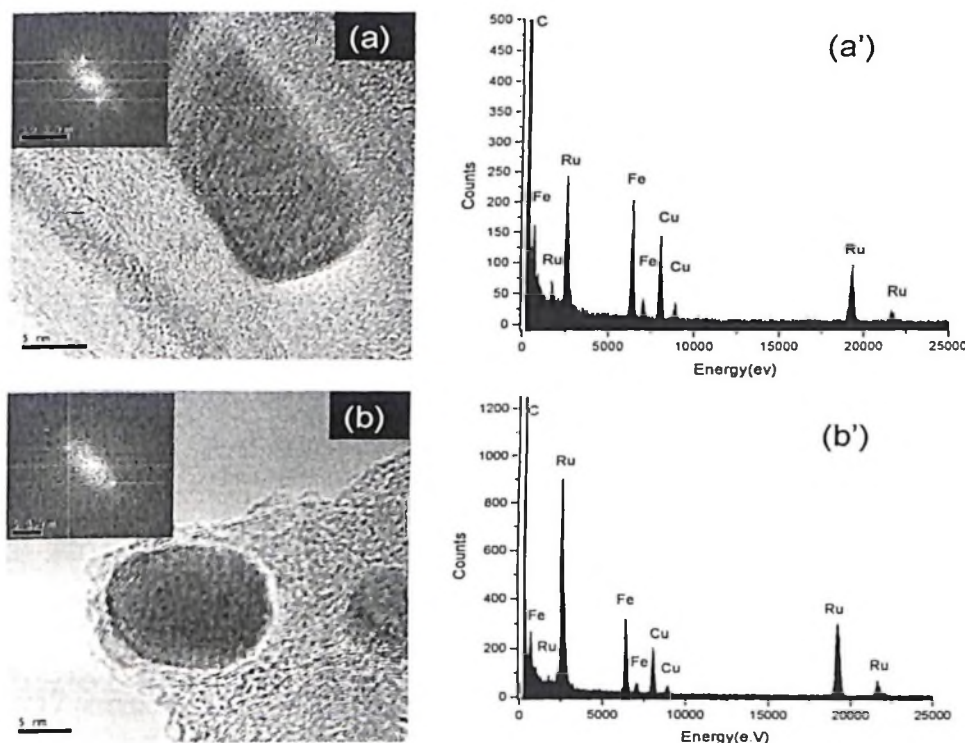 (a)
5 nm
(a')
500
450
400
350
300
250
200
150
100
50
0
Counts
C
Fe
Ru
Ru
Fe
Fe
Cu
Cu
Ru
Ru
0
5000
10000
15000
20000
25000
Energy(ev)
(b)
5 nm
(b')
1200
1000
800
600
400
200
0
Counts
C
Fe
Ru
Ru
Fe
Fe
Cu
Cu
Ru
Ru
0
5000
10000
15000
20000
25000
Energy(e.V)